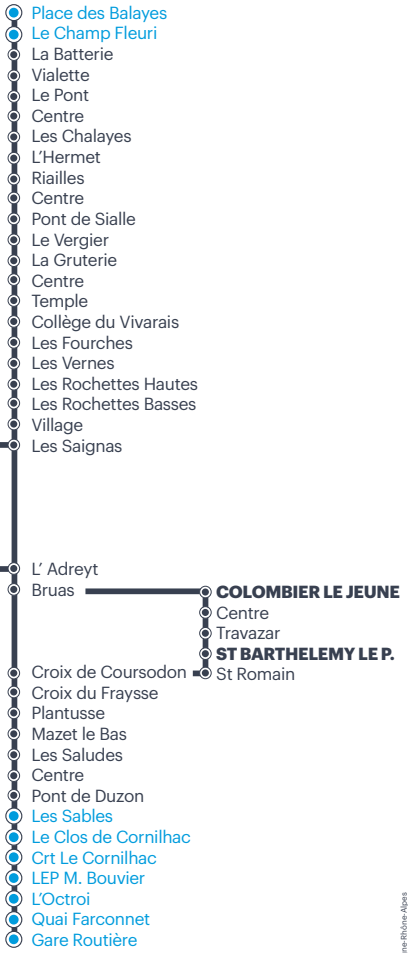 Place des Balayes
Le Champ Fleuri
La Batterie
Vialette
Le Pont
Centre
Les Chalayes
L'Hermet
Riailles
Centre
Pont de Sialle
Le Vergier
La Gruterie
Centre
Temple
Collège du Vivarais
Les Fourches
Les Vernes
Les Rochettes Hautes
Les Rochettes Basses
Village
Les Saignas
L' Adreyt
Bruas
COLOMBIER LE JEUNE
Centre
Travazar
ST BARTHELEMY LE P.
St Romain
Croix de Coursodon
Croix du Fraysse
Plantusse
Mazet le Bas
Les Saludes
Centre
Pont de Duzon
Les Sables
Le Clos de Cornilhac
Crt Le Cornilhac
LEP M. Bouvier
L'Octroi
Quai Farconnet
Gare Routière
ne-Rhône-Alpes